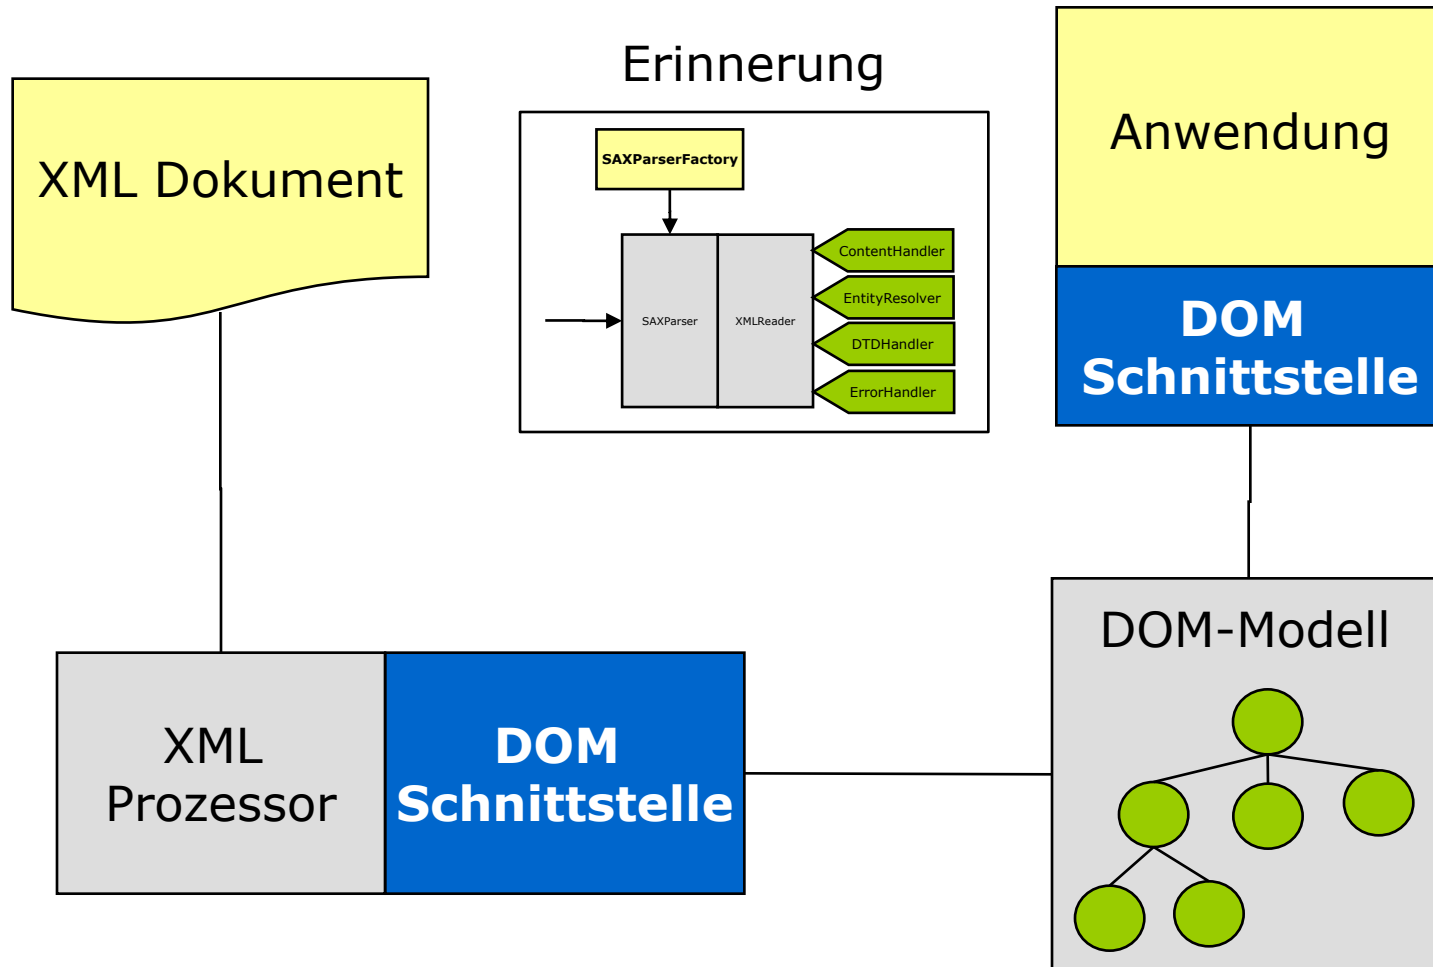 Erinnerung
XML Dokument
SAXParserFactory
SAXParser
XMLReader
ContentHandler
EntityResolver
DTDHandler
ErrorHandler
Anwendung
DOM
Schnittstelle
XML
Prozessor
DOM
Schnittstelle
DOM-Modell